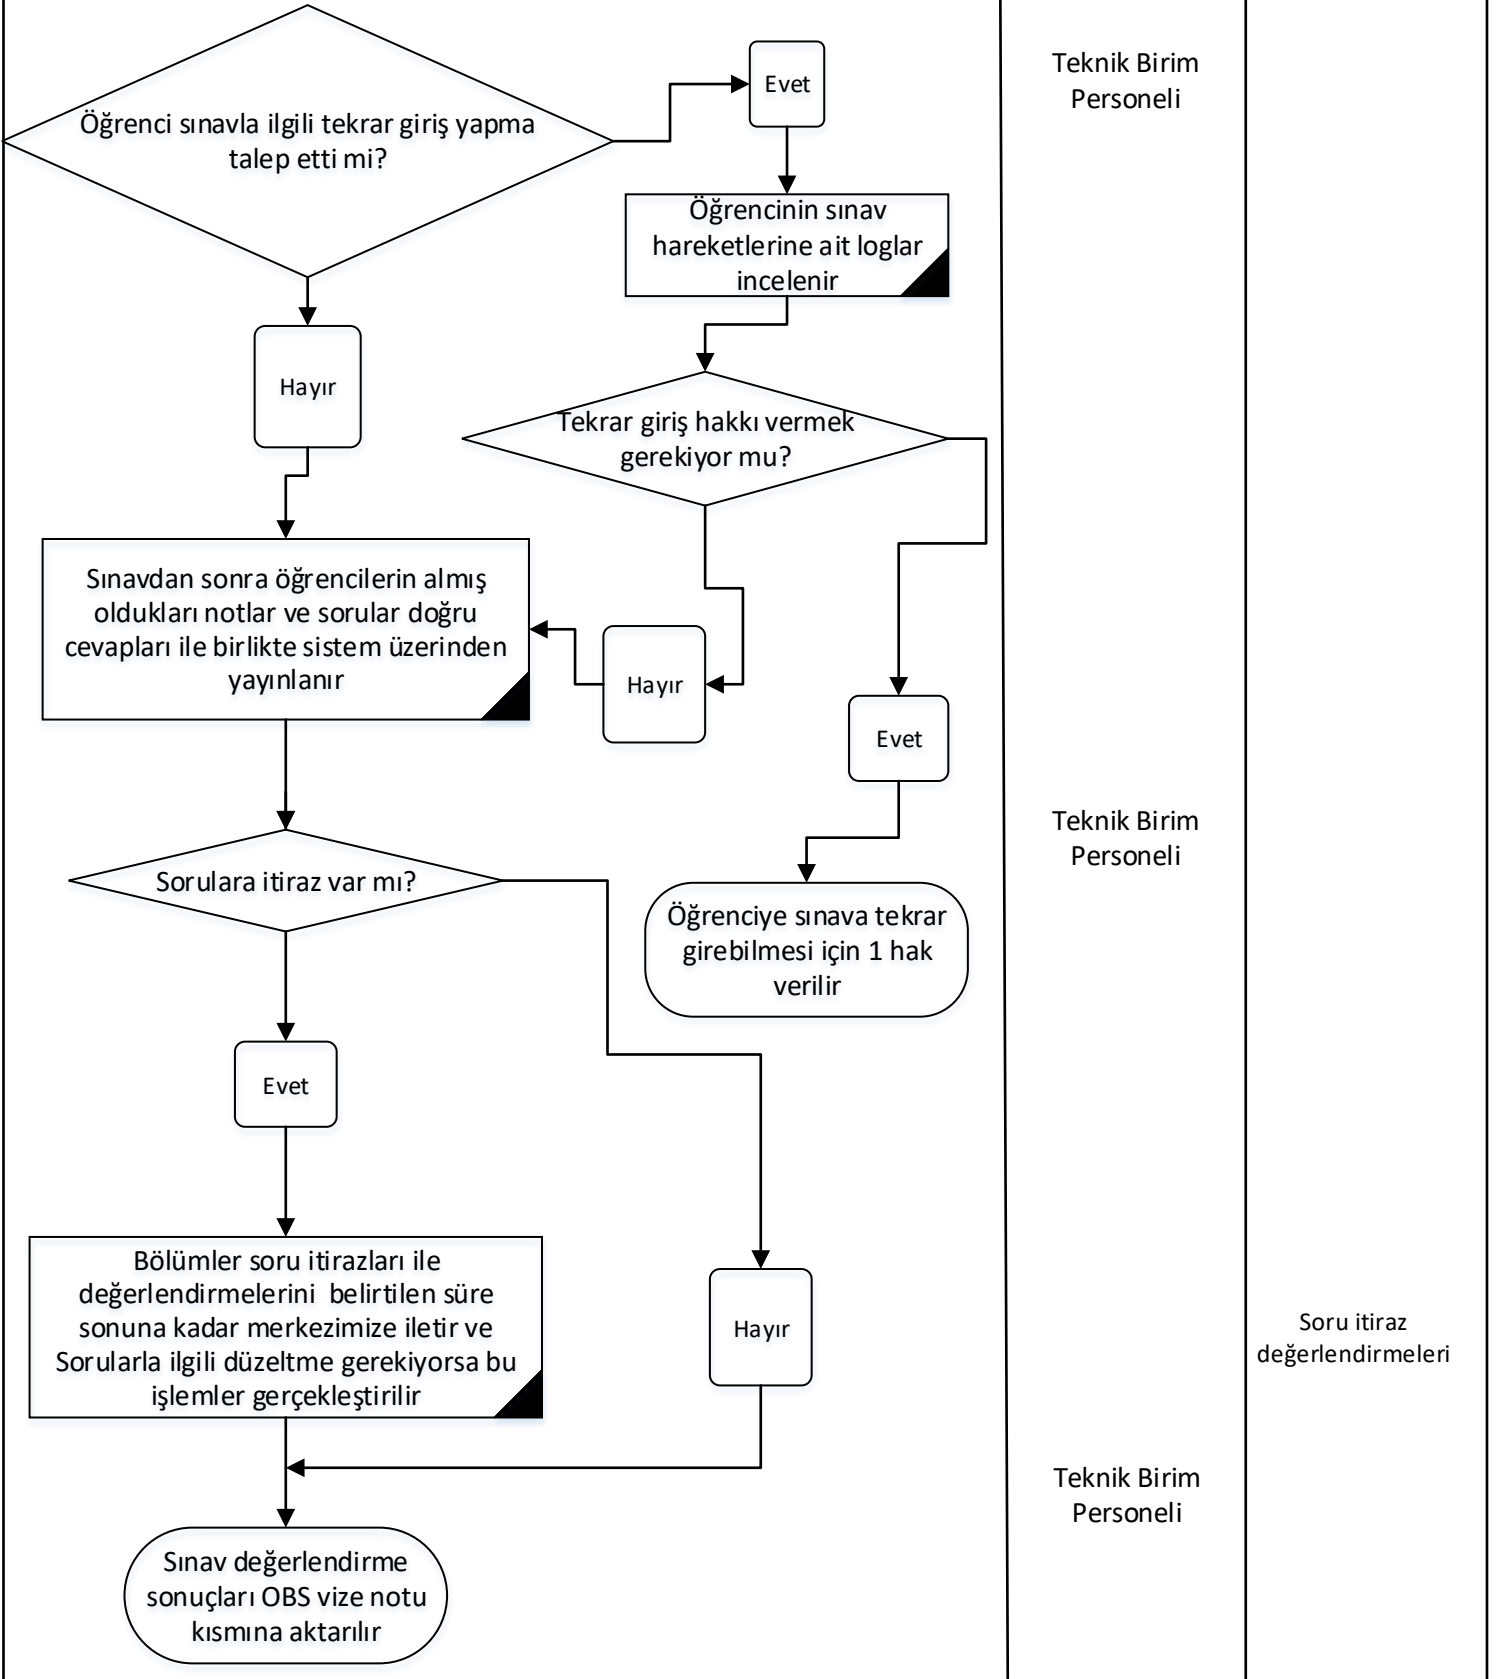 Öğrenci sınavla ilgili tekrar giriş yapma
talep etti mi?
Evet
Teknik Birim
Personeli
Öğrencinin sınav
hareketlerine ait loglar
incelenir
Hayır
Tekrar giriş hakkı vermek
gerekiyor mu?
Sınavdan sonra öğrencilerin almış
oldukları notlar ve sorular doğru
cevapları ile birlikte sistem üzerinden
yayınlanır
Hayır
Evet
Teknik Birim
Personeli
Sorulara itiraz var mı?
Öğrenciye sınava tekrar
girebilmesi için 1 hak
verilir
Evet
Bölümler soru itirazları ile
değerlendirmelerini  belirtilen süre
sonuna kadar merkezimize iletir ve
Sorularla ilgili düzeltme gerekiyorsa bu
işlemler gerçekleştirilir
Hayır
Soru itiraz
değerlendirmeleri
Teknik Birim
Personeli
Sınav değerlendirme
sonuçları OBS vize notu
kısmına aktarılır